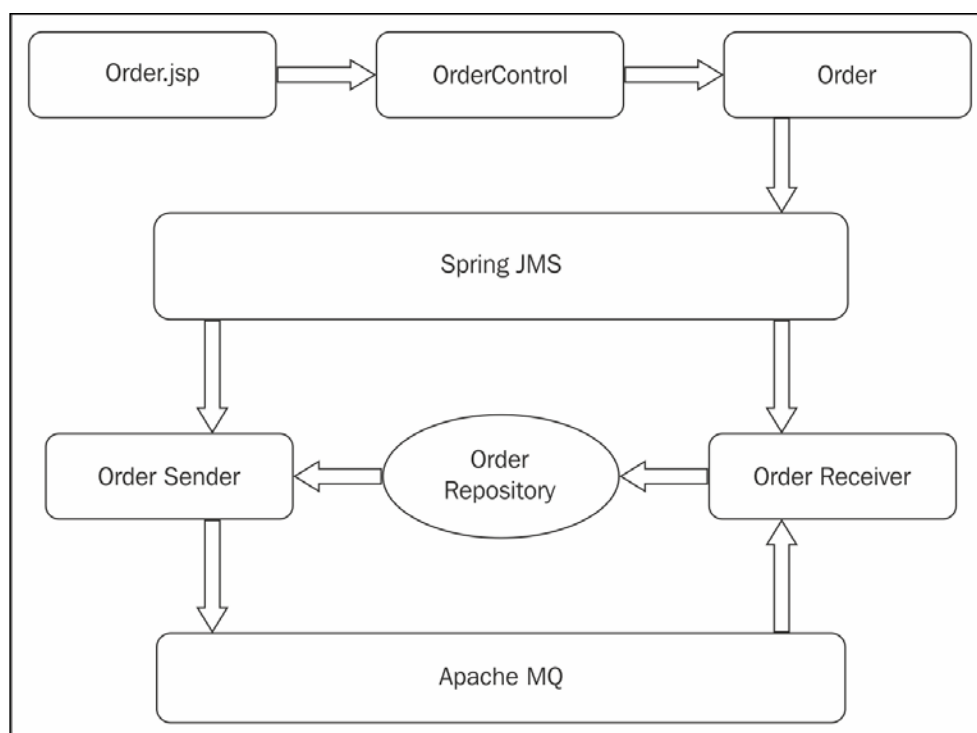 Order.jsp
OrderControl
Order
Spring JMS
Order Sender
Order
Repository
Order Receiver
Apache MQ